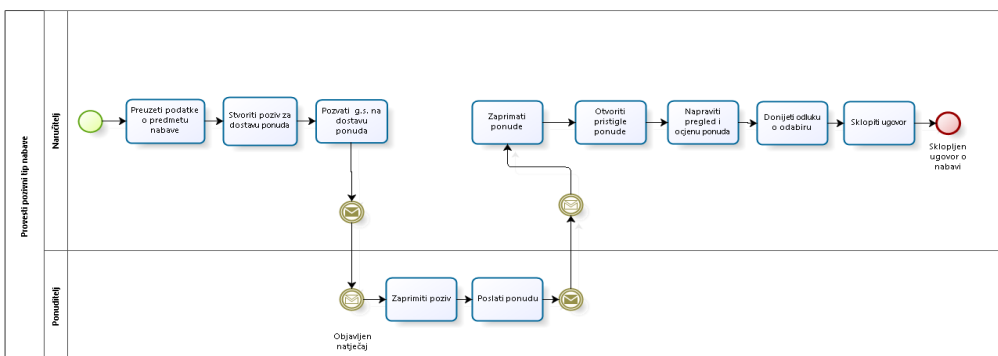 Provesti pozivni tip nabave
Naručitelj
Preuzeti podatke
o predmetu
nabave
Stvoriti poziv za
dostavu ponuda
Pozvati g.s. na
dostavu
ponuda
Zaprimati
ponude
Otvoriti
pristigle
ponude
Napraviti
pregled i
ocjenu ponuda
Donijeti odluku
o odabiru
Sklopiti ugovor
Sklopljen
ugovor o
nabavi
Ponuditelj
Objavljen
natječaj
Zaprimiti poziv
Poslati ponudu